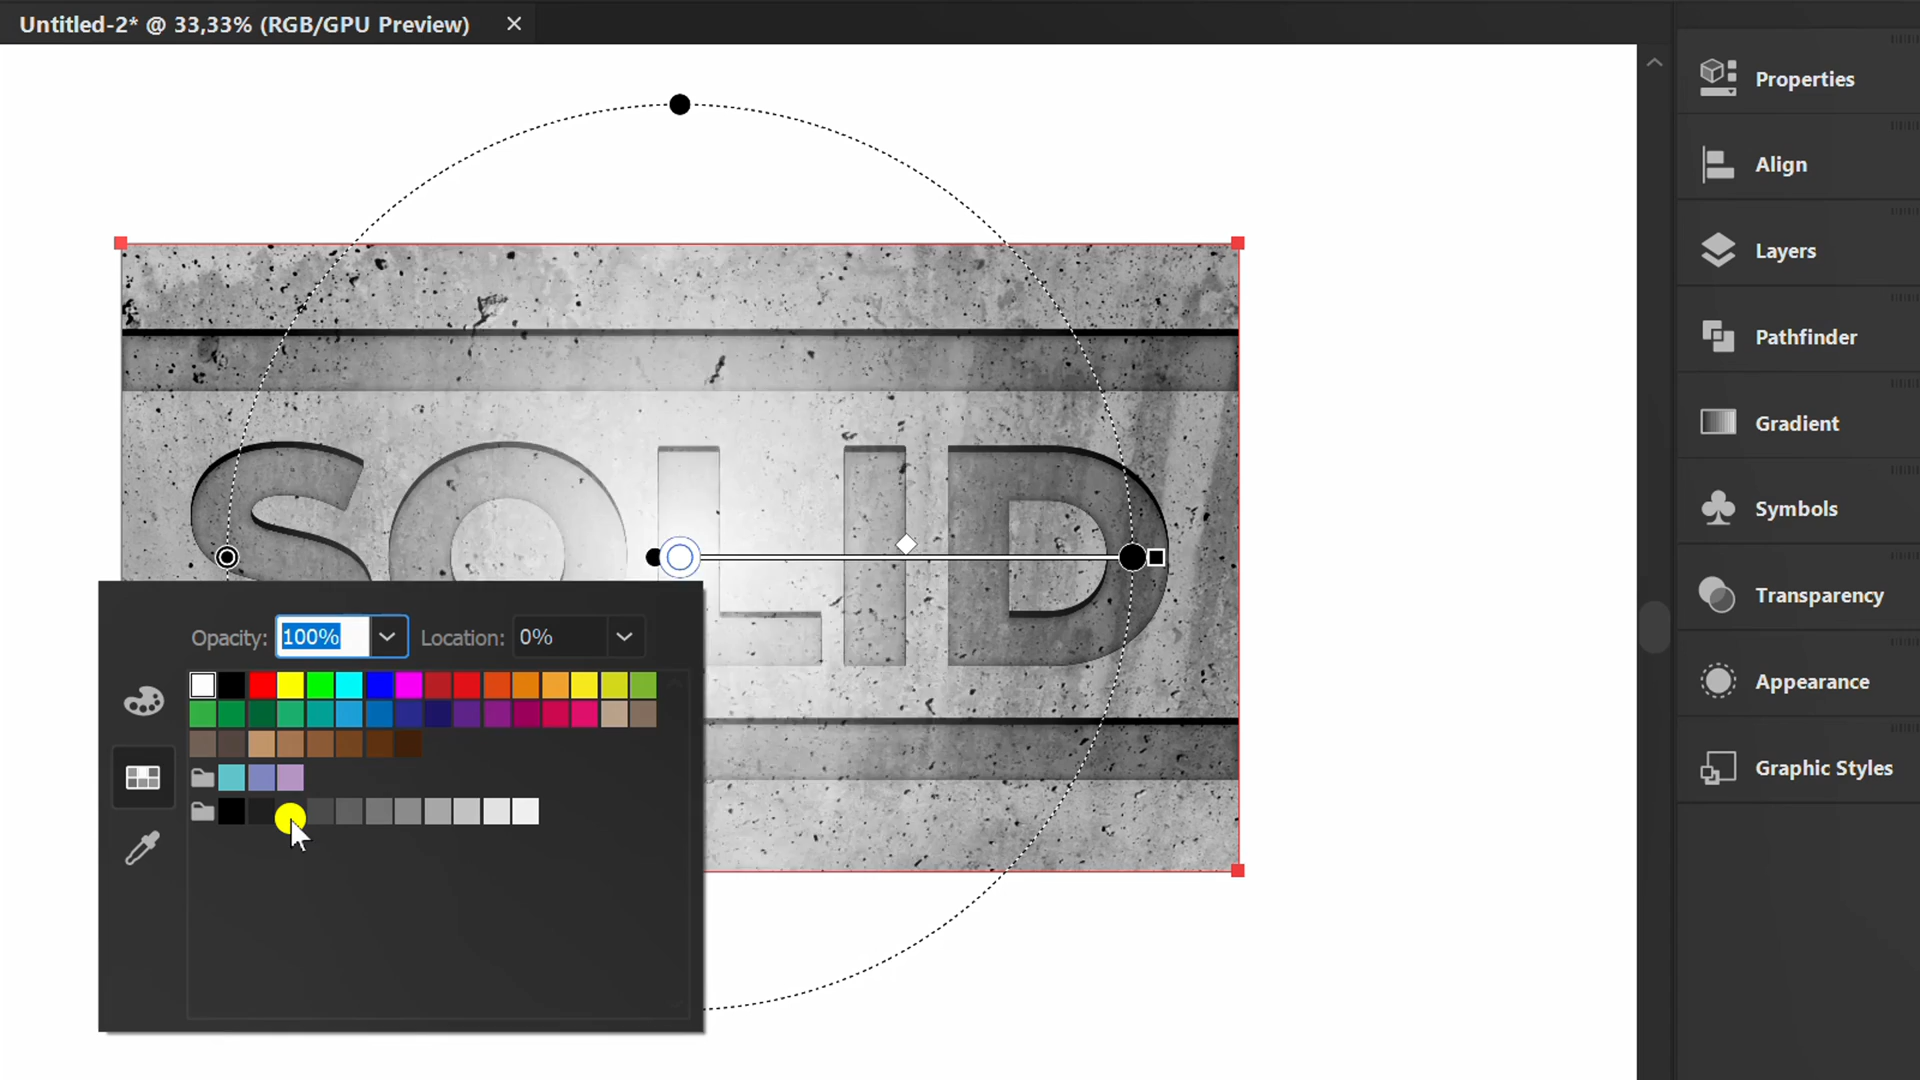 Untitled-2* @ 33,33% (RGB/GPU Preview)
Properties
Align
Layers
Pathfinder
Gradient
Symbols
Transparency
Appearance
Graphic Styles
SOLID
Opacity: 100% Location: 0%